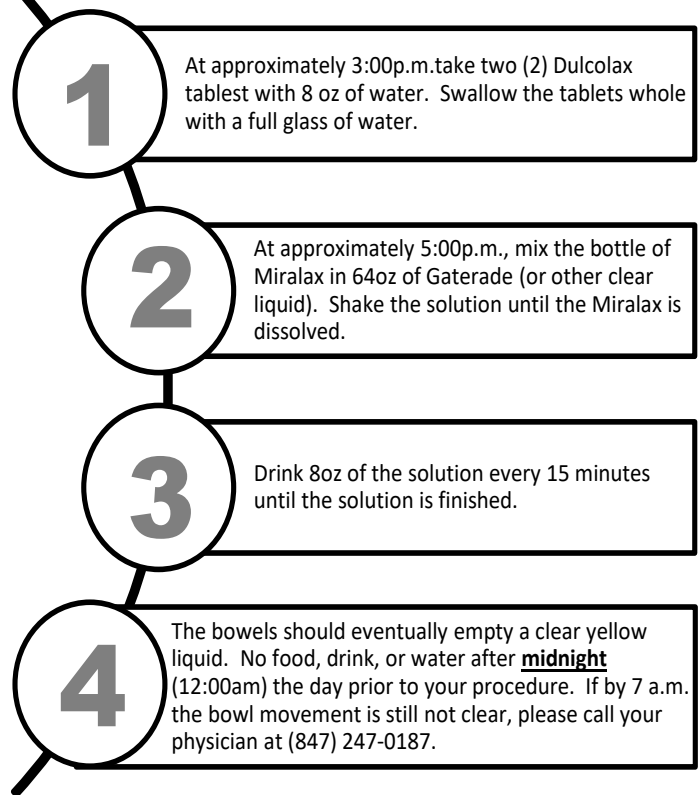 1
At approximately 3:00p.m.take two (2) Dulcolax
tablest with 8 oz of water.  Swallow the tablets whole
with a full glass of water.
2
At approximately 5:00p.m., mix the bottle of
Miralax in 64oz of Gaterade (or other clear
liquid).  Shake the solution until the Miralax is
dissolved.
3
Drink 8oz of the solution every 15 minutes
until the solution is finished.
4
The bowels should eventually empty a clear yellow
liquid.  No food, drink, or water after midnight
(12:00am) the day prior to your procedure.  If by 7 a.m.
the bowl movement is still not clear, please call your
physician at (847) 247-0187.